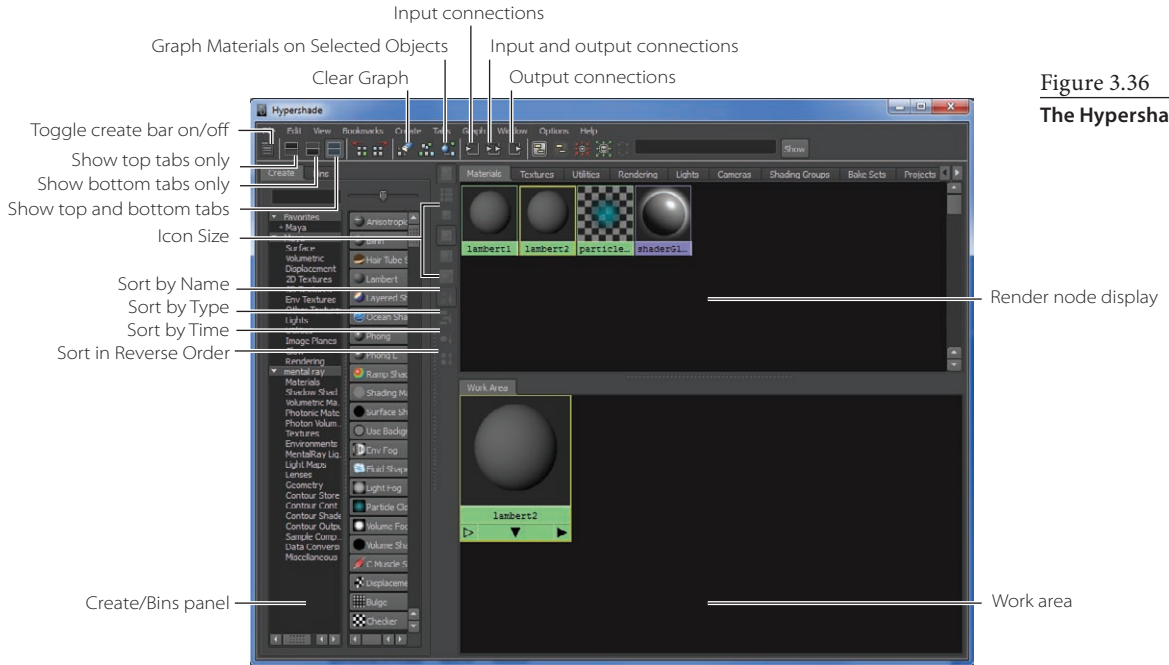 Input connections
Graph Materials on Selected Objects
Input and output connections
Clear Graph
Output connections
Figure 3.36
The Hypersha
Hypershade
Toggle create bar on/off
Edit View Bookmarks Create Tabs Graph Window Options Help
Show top tabs only
Show
Show bottom tabs only
Create
Materials Textures Utilities Rendering Lights Cameras Shading Groups Bake Sets Projects
Show top and bottom tabs
Icon Size
Favorites
+ Maya
Surface
Volumetric
Displacement
2D Textures
Env Textures
Lights
Image Planes
Rendering
mental ray
Materials
Shadow Shad
Volumetric Ma.
Photonic Mate
Photon Volum.
Textures
Environments
MentalRay Lig.
Light Maps
Lenses
Geometry
Contour Store
Contour Cont
Contour Shade
Contour Outpu
Sample Comp..
Data Conversi
Miscellaneous
Anisotropic
Hair Tube S
Lambert
Layered Sh
Ocean Sha
Phong
Phong E
Ramp Shad
Shading Ma
Surface Sh
Use Backgr
Env Fog
Fluid Shape
Light Fog
Particle Clo
Volume Fog
Volume Sha
C Muscle S
Displaceme
Bulge
Checker
lambert1 lambert2 particle… shaderGl…
Sort by Name
Sort by Type
Sort by Time
Sort in Reverse Order
Render node display
Work Area
lambert2
Create/Bins panel
Work area